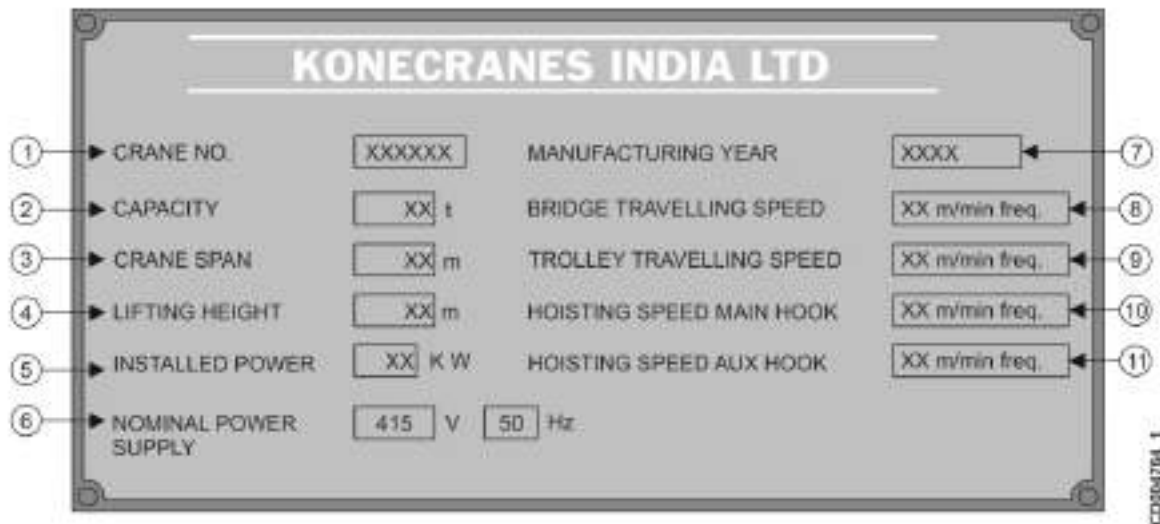 KONECRANES INDIA LTD
1 CRANE NO. XXXXXX MANUFACTURING YEAR XXXX 7
2 CAPACITY XX t BRIDGE TRAVELLING SPEED XX m/min freq. 8
3 CRANE SPAN XX m TROLLEY TRAVELLING SPEED XX m/min freq. 9
4 LIFTING HEIGHT XX m HOISTING SPEED MAIN HOOK XX m/min freq. 10
5 INSTALLED POWER XX K W HOISTING SPEED AUX HOOK XX m/min freq. 11
6 NOMINAL POWER 415 V 50 Hz
SUPPLY